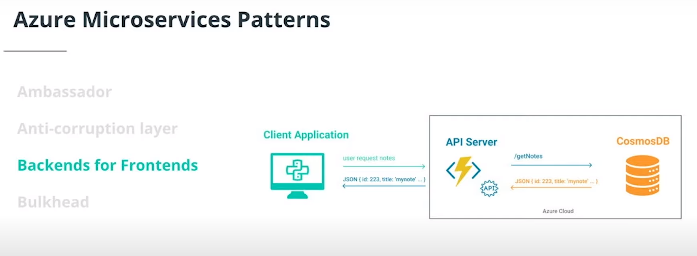 Azure Microservices Patterns
Ambassador
Anti-corruption layer
Backends for Frontends
Bulkhead
Client Application
user request notes
JSON { id: 223, title; 'mynote' ... }
API Server
/getNotes
JSON { id: 223, title: 'mynote' ... }
API
CosmosDB
Azure Cloud